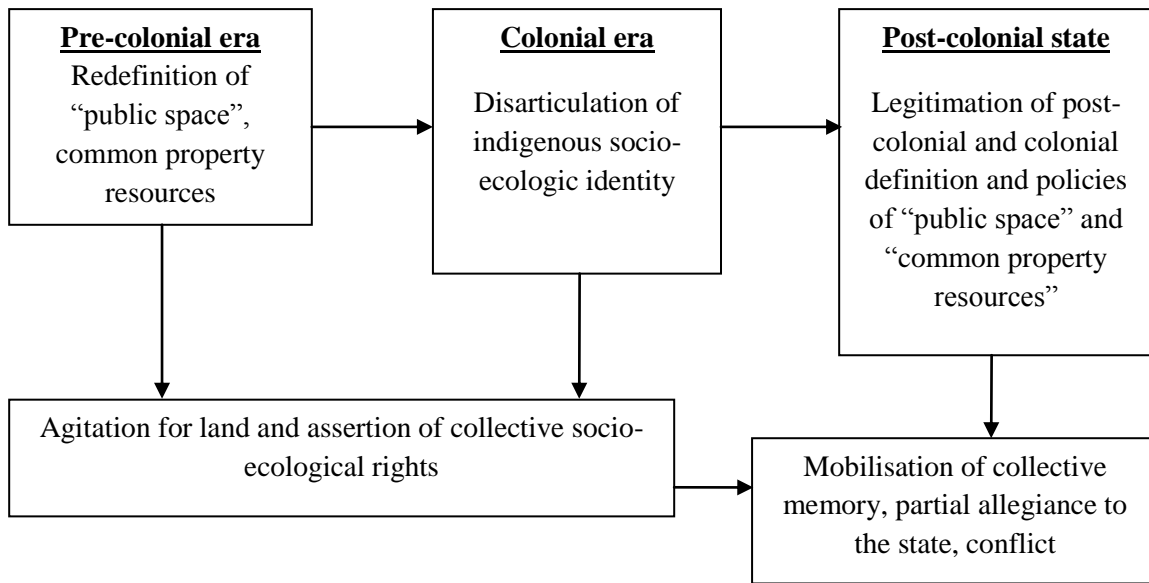 Pre-colonial era
Redefinition of
“public space”,
common property
resources
Colonial era
Disarticulation of
indigenous socio-
ecologic identity
Post-colonial state
Legitimation of post-
colonial and colonial
definition and policies
of “public space” and
“common property
resources”
Agitation for land and assertion of collective socio-
ecological rights
Mobilisation of collective
memory, partial allegiance to
the state, conflict